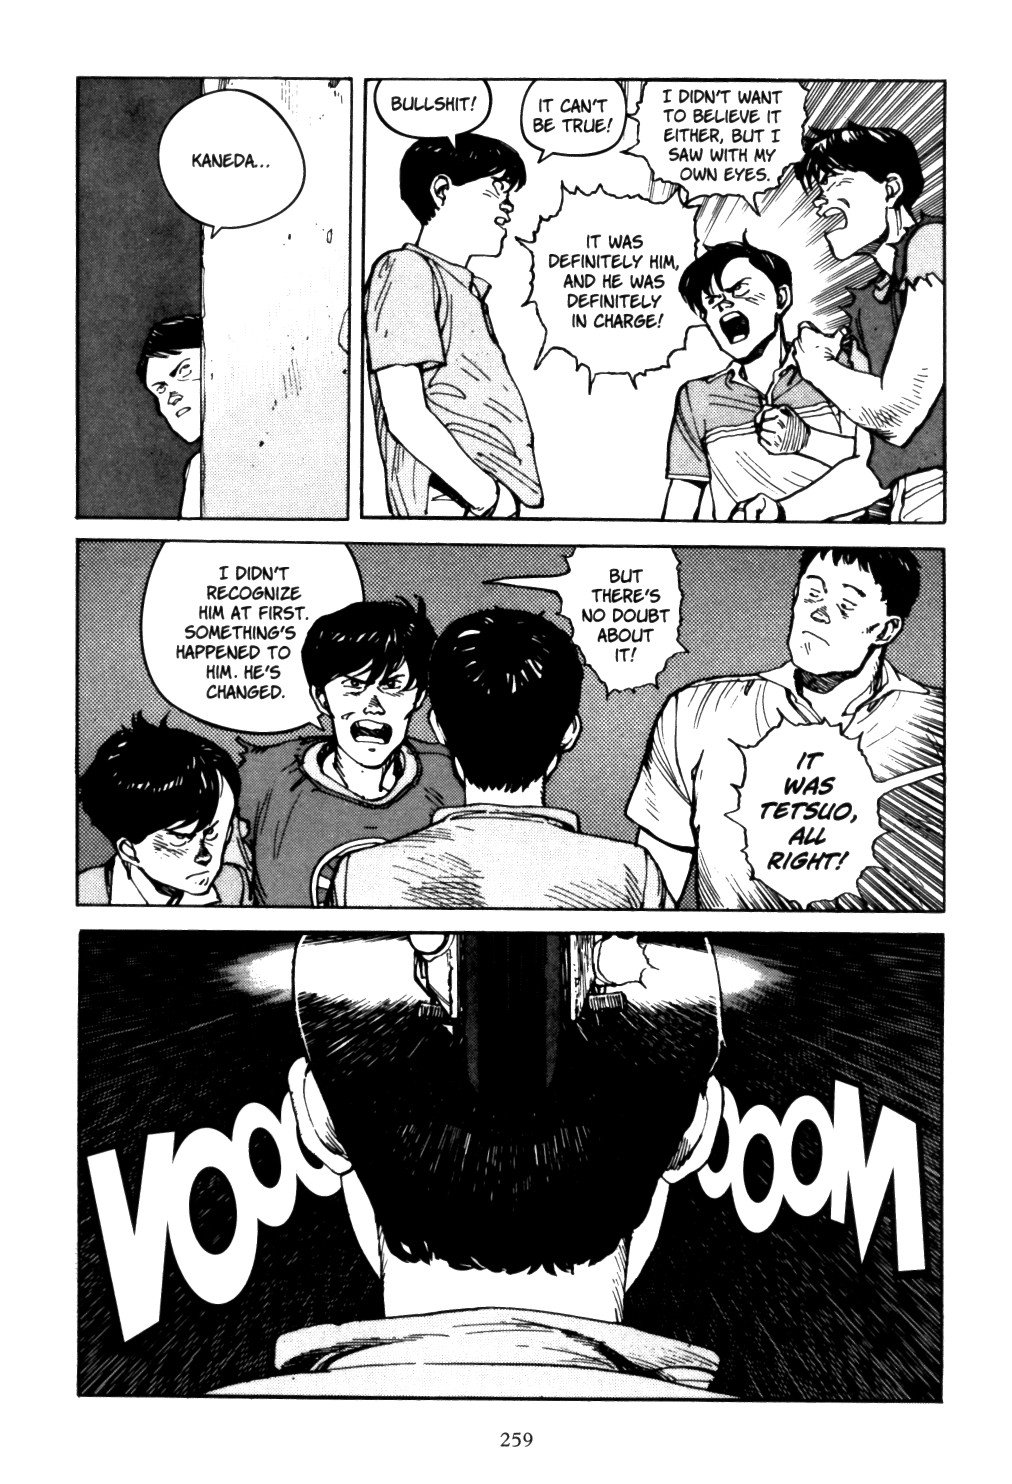 KANEDA...
BULLSHIT!
IT CAN'T
BE TRUE!
I DIDN'T WANT
TO BELIEVE IT
EITHER, BUT I
SAW WITH MY
OWN EYES.
IT WAS
DEFINITELY HIM,
AND HE WAS
DEFINITELY
IN CHARGE!
I DIDN'T
RECOGNIZE
HIM AT FIRST.
SOMETHING'S
HAPPENED TO
HIM. HE'S
CHANGED.
BUT
THERE'S
NO DOUBT
ABOUT
IT!
IT
WAS
TETSUO,
ALL
RIGHT!
VOOO OOOM
259